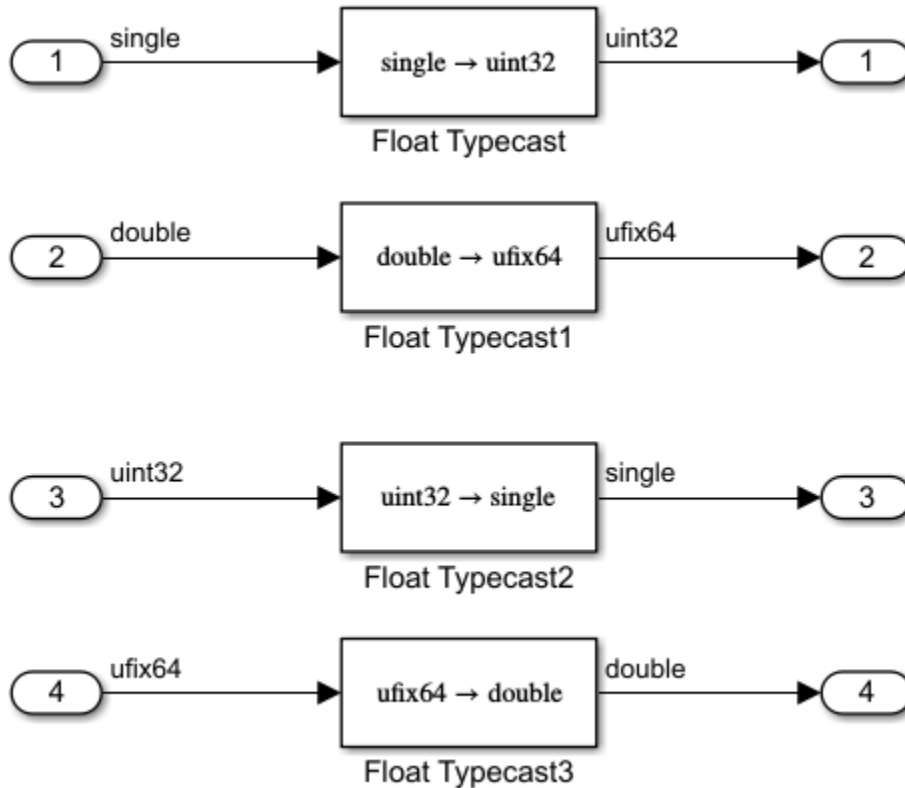 single
uint32
1
single → uint32
1
Float Typecast
double
ufix64
2
double → ufix64
2
Float Typecast1
uint32
single
3
uint32 → single
3
Float Typecast2
ufix64
double
4
ufix64 → double
4
Float Typecast3